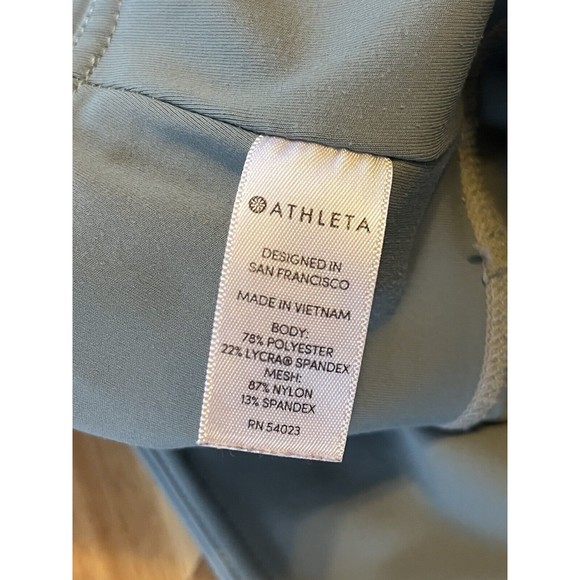 ATHLETA
DESIGNED IN
SAN FRANCISCO
MADE IN VIETNAM
BODY:
78% POLYESTER
22% LYCRA® SPANDEX
MESH:
87% NYLON
13% SPANDEX
RN 54023